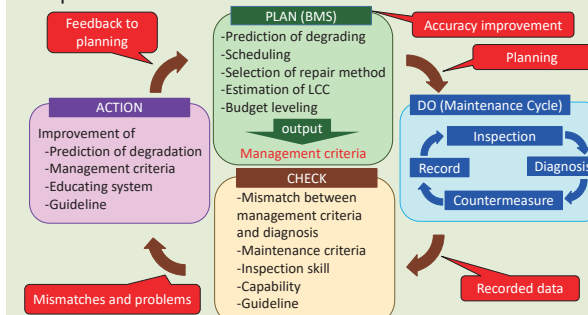 Feedback to
planning
PLAN (BMS)
-Prediction of degrading
-Scheduling
-Selection of repair method
-Estimation of LCC
-Budget leveling
output
Management criteria
Accuracy improvement
Planning
ACTION
Improvement of
-Prediction of degradation
-Management criteria
-Educating system
-Guideline
DO (Maintenance Cycle)
Inspection
Diagnosis
Countermeasure
Record
CHECK
-Mismatch between
management criteria
and diagnosis
-Maintenance criteria
-Inspection skill
-Capability
-Guideline
Mismatches and problems
Recorded data